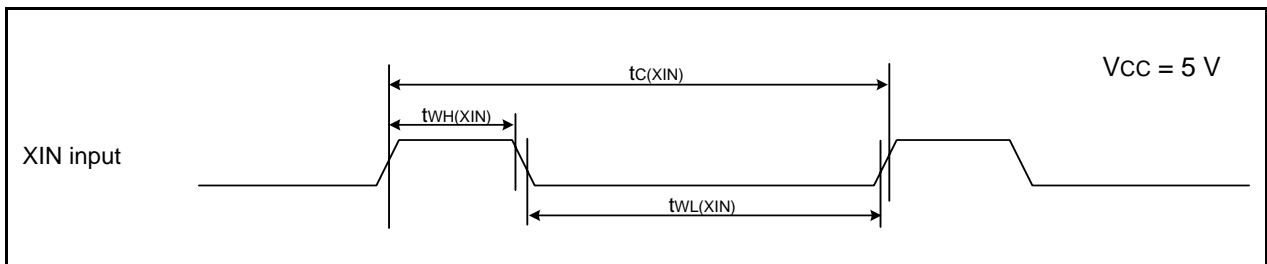 VCC = 5 V
tC(XIN)
tWH(XIN)
XIN input
tWL(XIN)